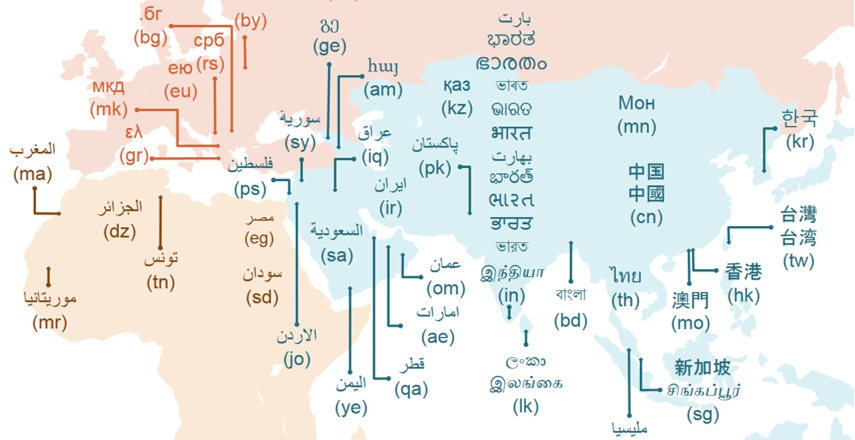 .бг
(bg)
(by)
срб
(rs)
ею
(eu)
мкд
(mk)
ελ
(gr)
გე
(ge)
հայ
(am)
المغرب
(ma)
الجزائر
(dz)
تونس
(tn)
موريتانيا
(mr)
مصر
(eg)
سودان
(sd)
سورية
(sy)
فلسطين
(ps)
عراق
(iq)
ایران
(ir)
السعودية
(sa)
الاردن
(jo)
اليمن
(ye)
قطر
(qa)
امارات
(ae)
عمان
(om)
қаз
(kz)
پاکستان
(pk)
بارت
ಭಾರತ
ഭാരതം
ভাৰত
ଭାରତ
भारत
بھارت
భారత్
ભારત
ਭਾਰਤ
ভারত
இந்தியா
(in)
ලංකා
இலங்கை
(lk)
বাংলা
(bd)
Мон
(mn)
中国
中國
(cn)
한국
(kr)
台灣
台湾
(tw)
香港
(hk)
澳門
(mo)
ไทย
(th)
新加坡
சிங்கப்பூர்
(sg)
مليسيا